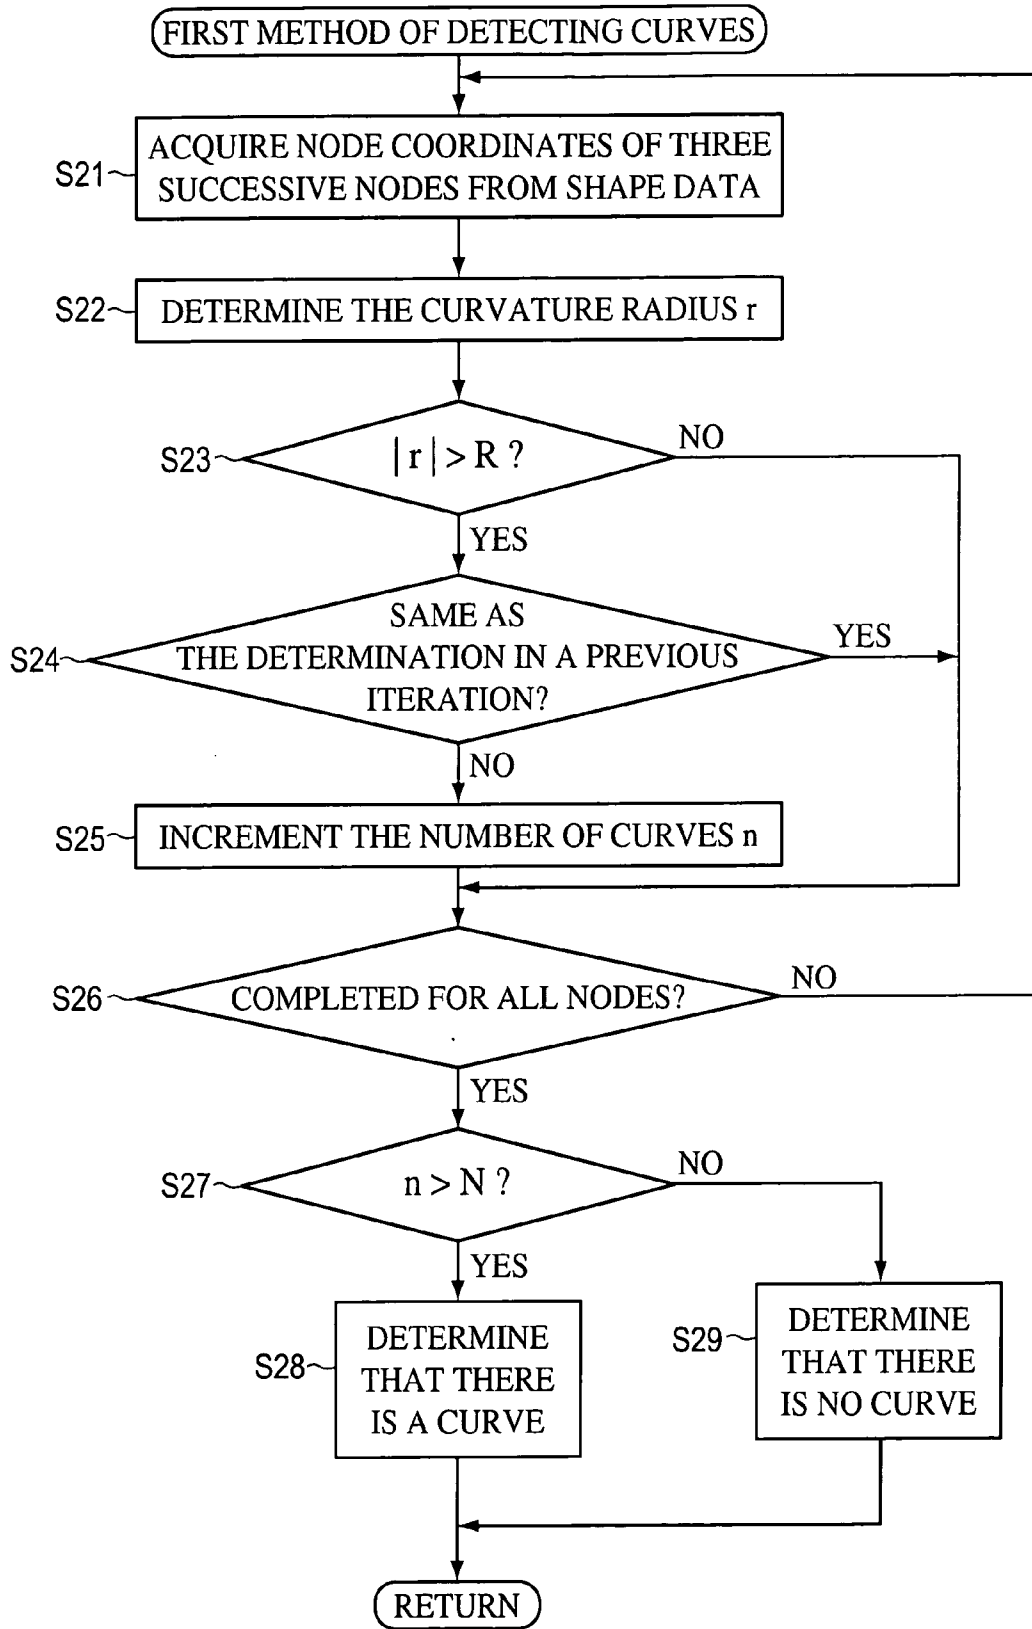 FIRST METHOD OF DETECTING CURVES
S21
ACQUIRE NODE COORDINATES OF THREE
SUCCESSIVE NODES FROM SHAPE DATA
S22
DETERMINE THE CURVATURE RADIUS r
S23
| r | > R ?
NO
YES
S24
SAME AS
THE DETERMINATION IN A PREVIOUS
ITERATION?
YES
NO
S25
INCREMENT THE NUMBER OF CURVES n
S26
COMPLETED FOR ALL NODES?
NO
YES
S27
n > N ?
NO
YES
S28
DETERMINE
THAT THERE
IS A CURVE
S29
DETERMINE
THAT THERE
IS NO CURVE
RETURN